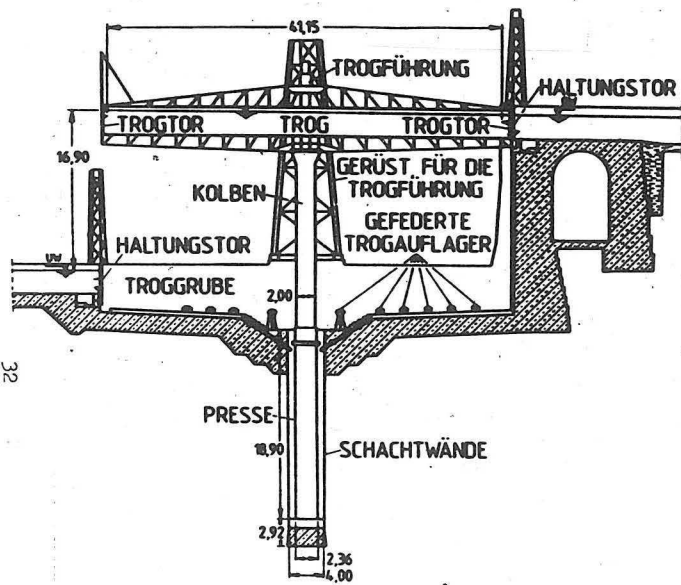 41,15
TROGFÜHRUNG
HALTUNGSTOR
TROGTOR
TROG
TROGTOR
16,90
KOLBEN
GERÜST FÜR DIE
TROGFÜHRUNG
GEFEDERTE
TROGAUFLAGER
UW
HALTUNGSTOR
TROGGRUBE
2,00
32
PRESSE
18,90
SCHACHTWÄNDE
2,92
2,36
4,00